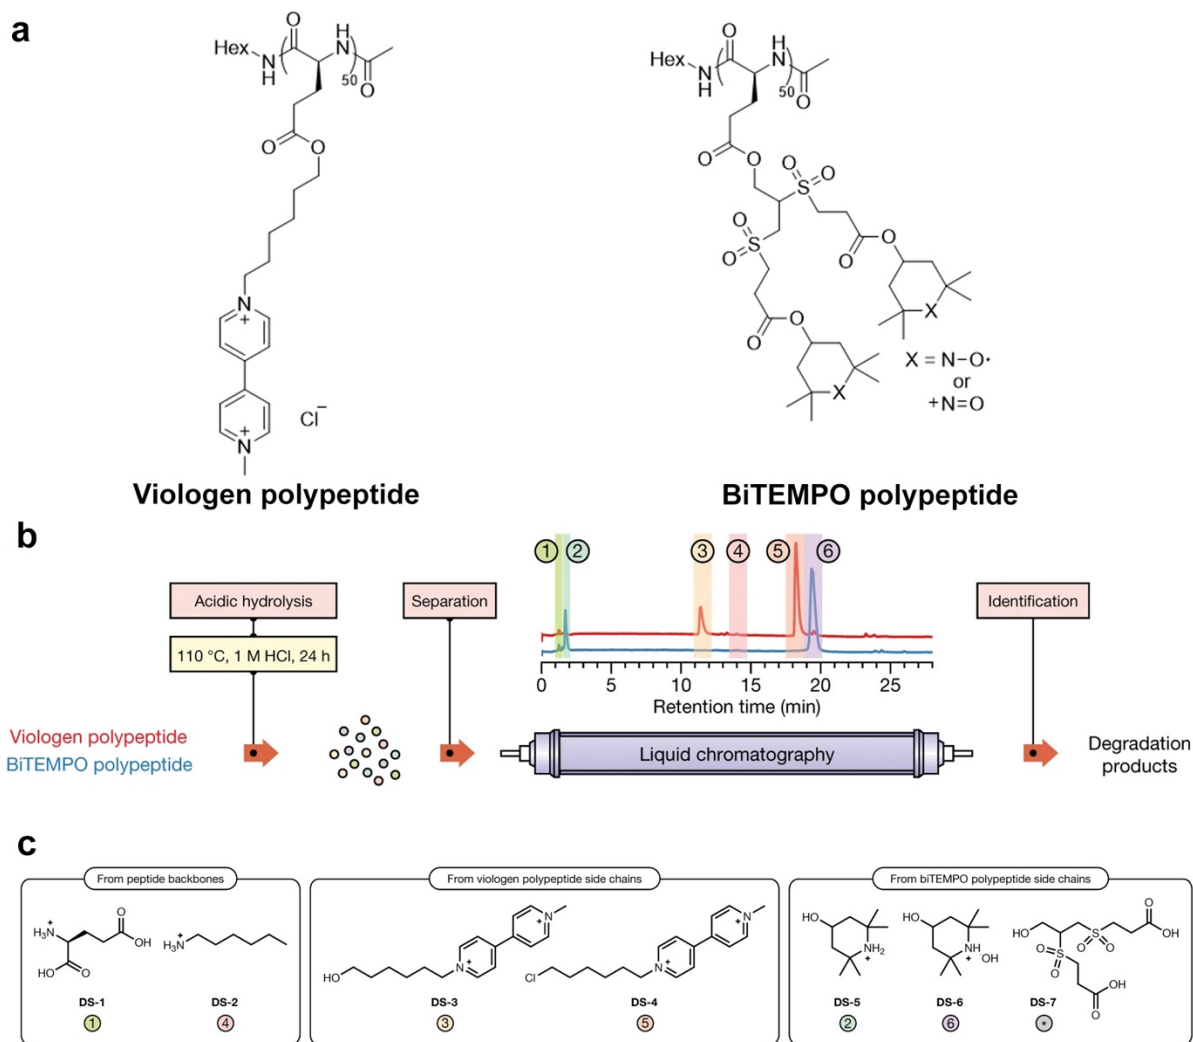 a
Hex
N
H
O
H
N
50
O
O
O
N
+
Cl⁻
N
+
Viologen polypeptide
Hex
N
H
O
H
N
50
O
O
O
O
O
S
O
S
O
O
O
O
O
X
X
X = N–O•
or
+N=O
BiTEMPO polypeptide
b
Acidic hydrolysis
110 °C, 1 M HCl, 24 h
Viologen polypeptide
BiTEMPO polypeptide
Separation
1 2 3 4 5 6
0 5 10 15 20 25
Retention time (min)
Liquid chromatography
Identification
Degradation
products
c
From peptide backbones
H₃N⁺
O
OH
HO
O
DS-1
1
H₃N⁺
DS-2
4
From viologen polypeptide side chains
HO
N
+
N
+
DS-3
3
Cl
N
+
N
+
DS-4
5
From biTEMPO polypeptide side chains
HO
NH₂
+
DS-5
2
HO
NH
+
OH
DS-6
6
HO
O
S
O
O
S
O
O
OH
O
OH
DS-7
*